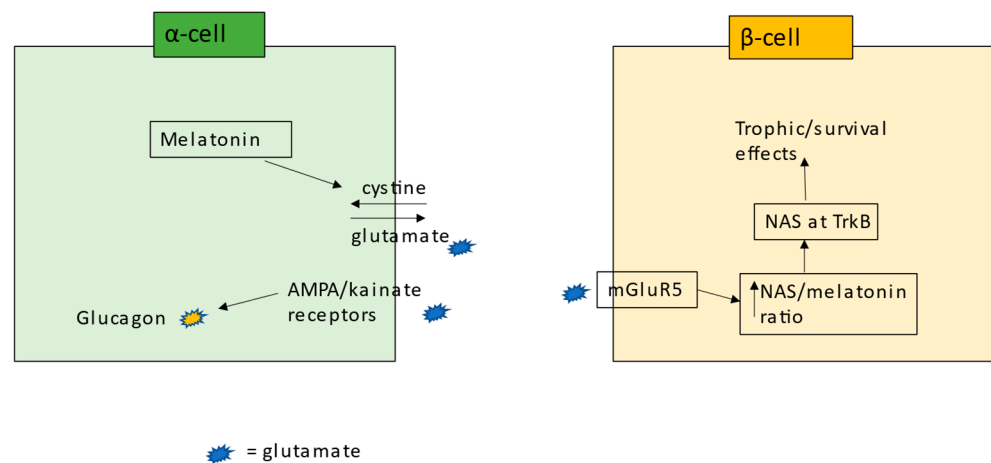 α-cell
Melatonin
cystine
glutamate
AMPA/kainate
receptors
Glucagon
β-cell
Trophic/survival
effects
NAS at TrkB
mGluR5
NAS/melatonin
ratio
= glutamate